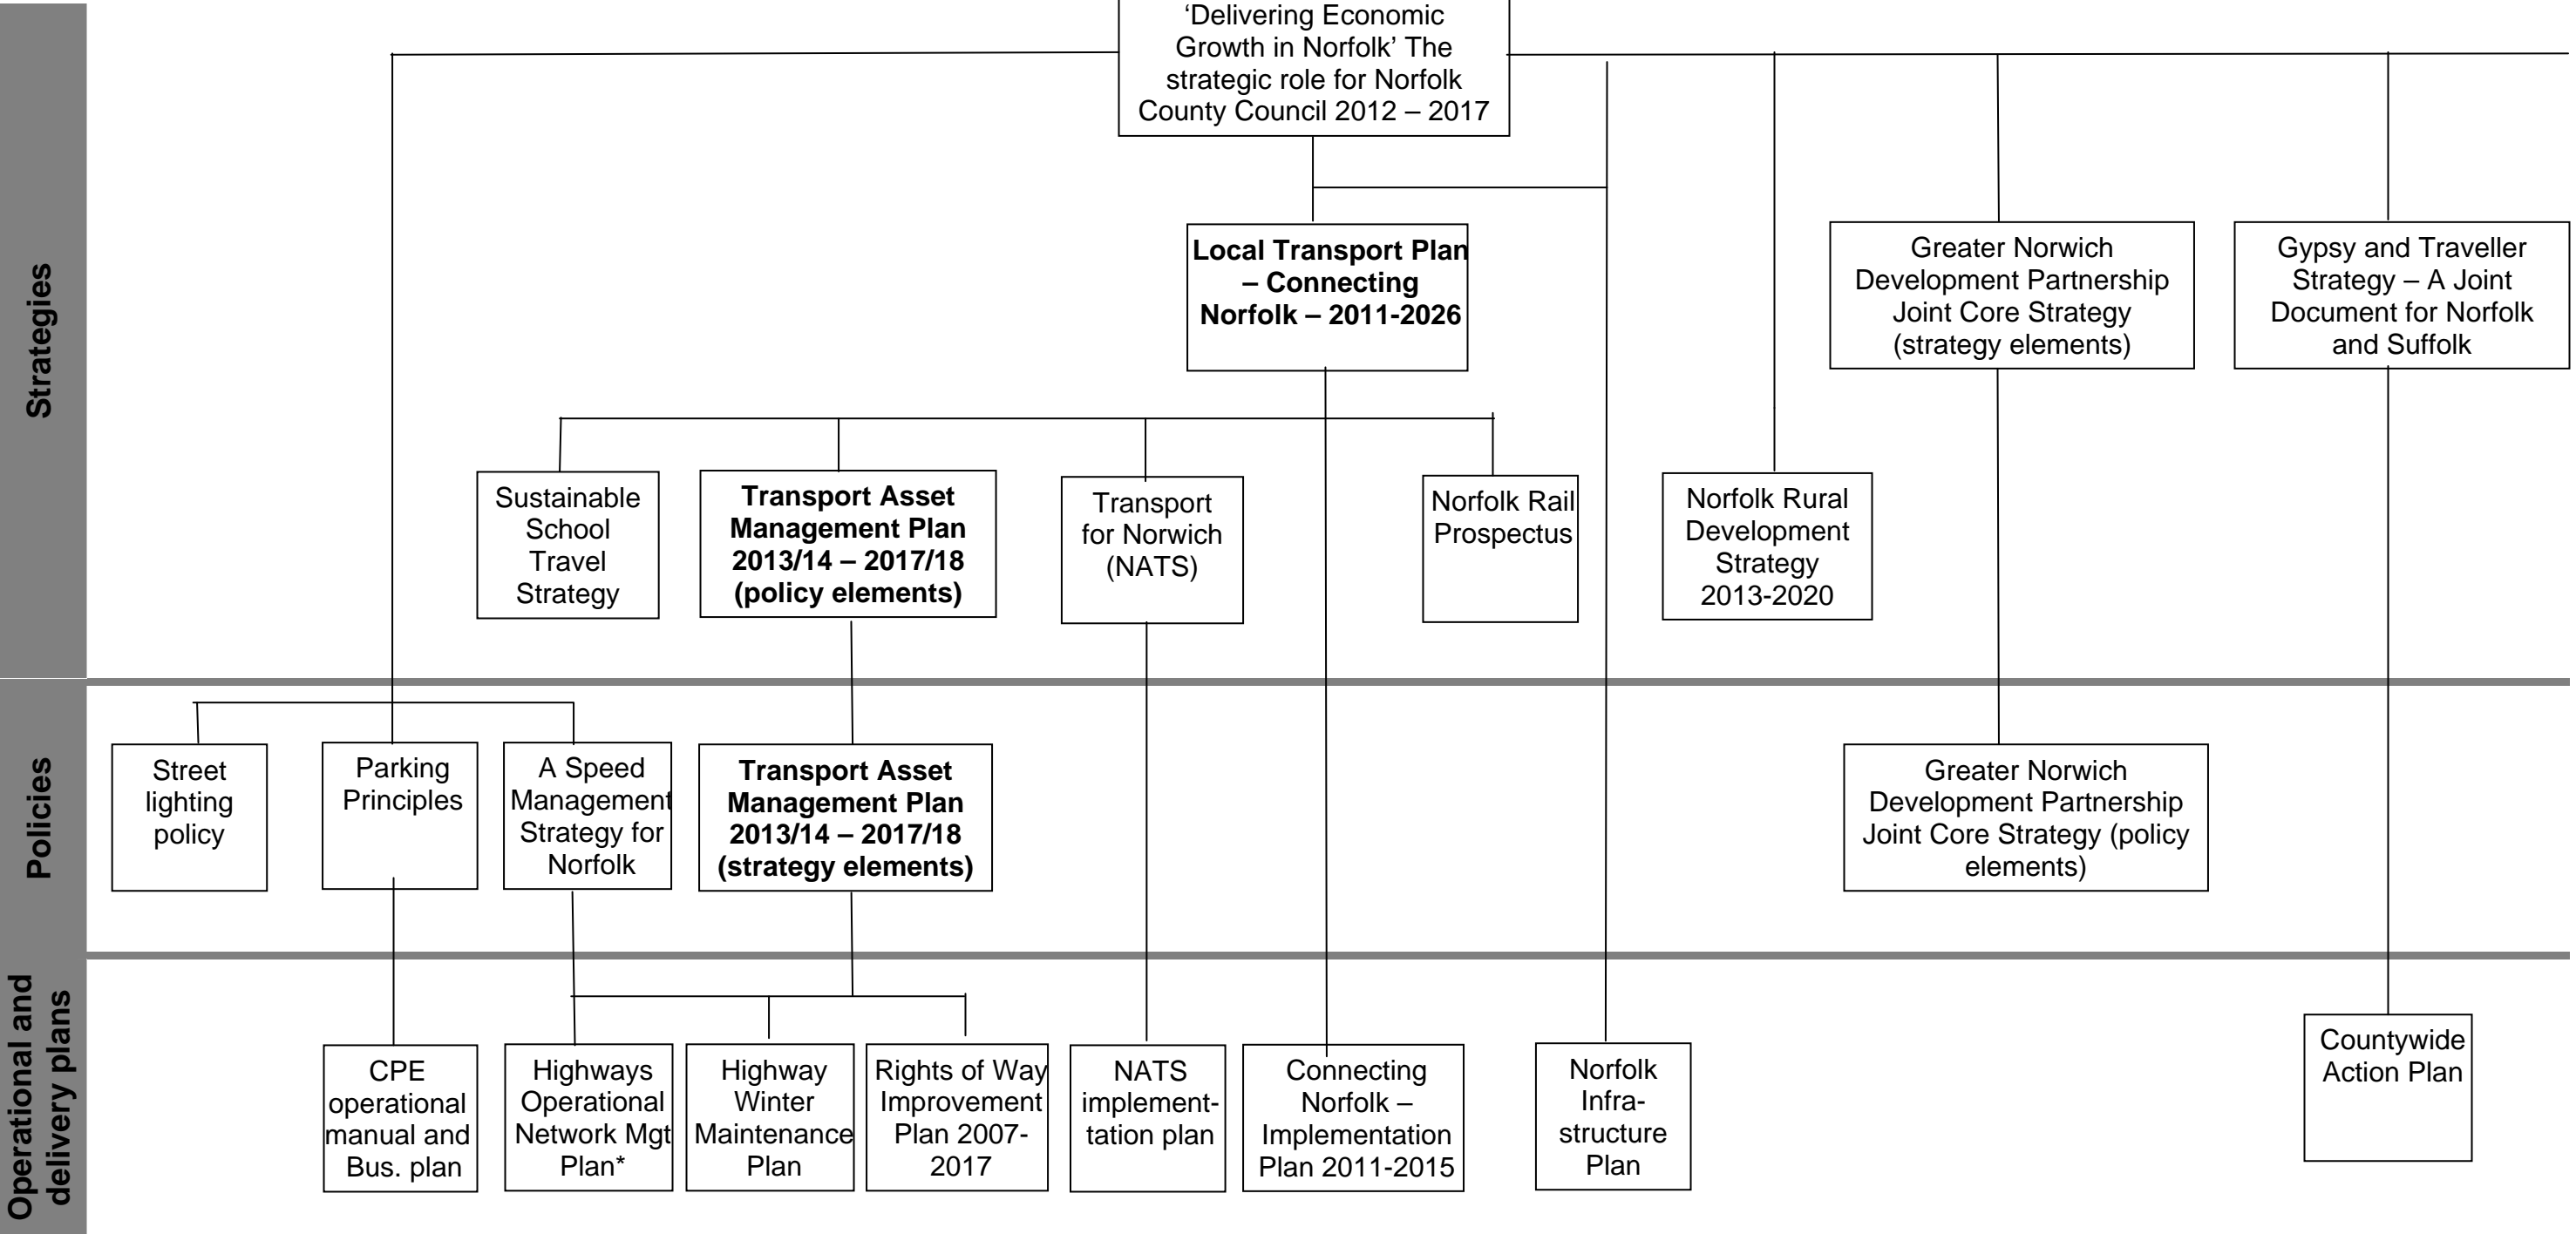 ‘Delivering Economic
Growth in Norfolk’ The
strategic role for Norfolk
County Council 2012 – 2017
Strategies
Local Transport Plan
– Connecting
Norfolk – 2011-2026
Greater Norwich
Development Partnership
Joint Core Strategy
(strategy elements)
Gypsy and Traveller
Strategy – A Joint
Document for Norfolk
and Suffolk
Sustainable
School
Travel
Strategy
Transport Asset
Management Plan
2013/14 – 2017/18
(policy elements)
Transport
for Norwich
(NATS)
Norfolk Rail
Prospectus
Norfolk Rural
Development
Strategy
2013-2020
Policies
Street
lighting
policy
Parking
Principles
A Speed
Management
Strategy for
Norfolk
Transport Asset
Management Plan
2013/14 – 2017/18
(strategy elements)
Greater Norwich
Development Partnership
Joint Core Strategy (policy
elements)
Operational and
delivery plans
CPE
operational
manual and
Bus. plan
Highways
Operational
Network Mgt
Plan*
Highway
Winter
Maintenance
Plan
Rights of Way
Improvement
Plan 2007-
2017
NATS
implement-
tation plan
Connecting
Norfolk –
Implementation
Plan 2011-2015
Norfolk
Infra-
structure
Plan
Countywide
Action Plan